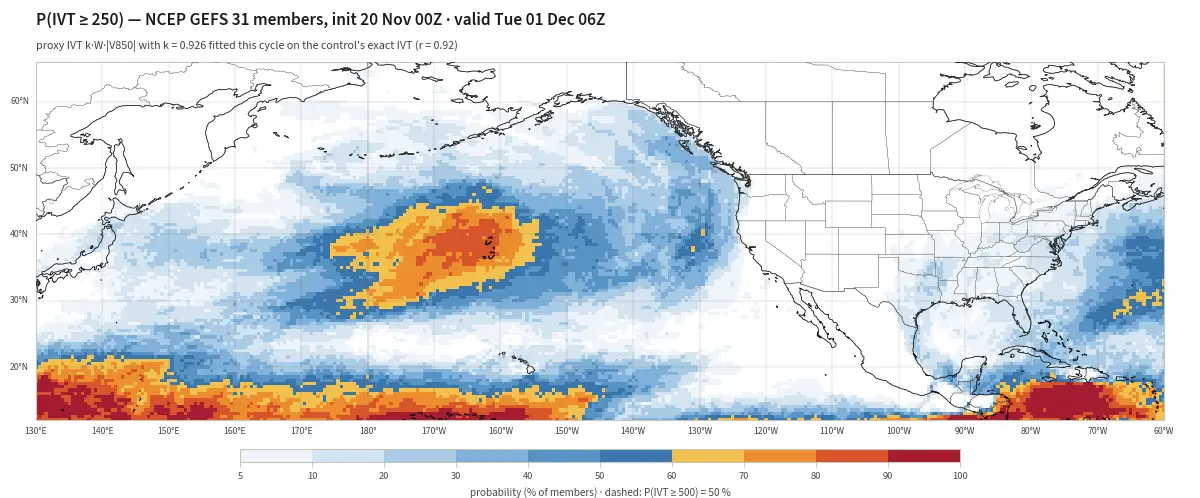 P(IVT ≥ 250) — NCEP GEFS 31 members, init 20 Nov 00Z · valid Tue 01 Dec 06Z
proxy IVT k·W·|V850| with k = 0.926 fitted this cycle on the control's exact IVT (r = 0.92)
60°N
50°N
40°N
30°N
20°N
130°E 140°E 150°E 160°E 170°E 180° 170°W 160°W 150°W 140°W 130°W 120°W 110°W 100°W 90°W 80°W 70°W 60°W
5 10 20 30 40 50 60 70 80 90 100
probability (% of members) · dashed: P(IVT ≥ 500) = 50 %